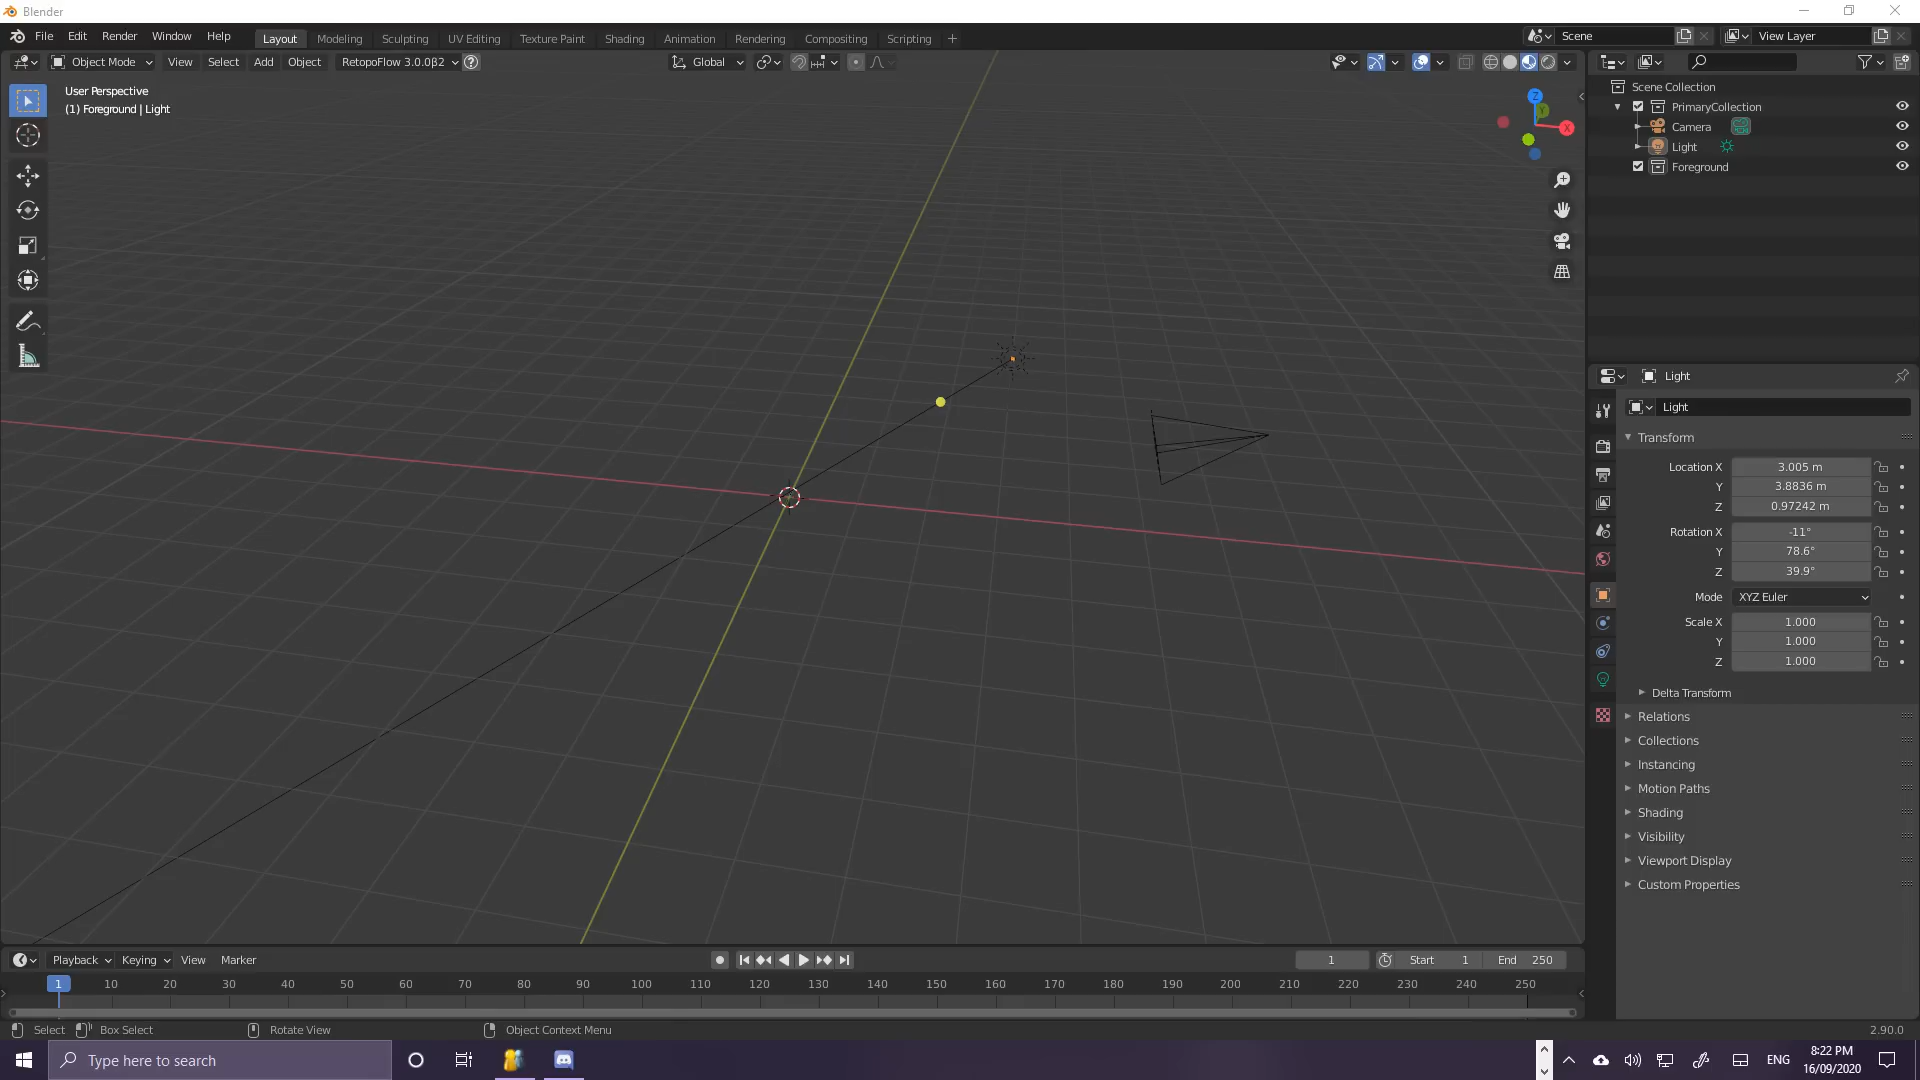 Blender
File Edit Render Window Help Layout Modeling Sculpting UV Editing Texture Paint Shading Animation Rendering Compositing Scripting + Scene View Layer
Object Mode View Select Add Object RetopoFlow 3.0.0β2 ? Global
User Perspective
(1) Foreground | Light
Z
Y
X
Scene Collection
PrimaryCollection
Camera
Light
Foreground
Light
Light
Transform
Location X 3.005 m
Y 3.8836 m
Z 0.97242 m
Rotation X -11°
Y 78.6°
Z 39.9°
Mode XYZ Euler
Scale X 1.000
Y 1.000
Z 1.000
Delta Transform
Relations
Collections
Instancing
Motion Paths
Shading
Visibility
Viewport Display
Custom Properties
Playback Keying View Marker 1 Start 1 End 250
1 10 20 30 40 50 60 70 80 90 100 110 120 130 140 150 160 170 180 190 200 210 220 230 240 250
Select Box Select Rotate View Object Context Menu 2.90.0
Type here to search ENG 8:22 PM
16/09/2020